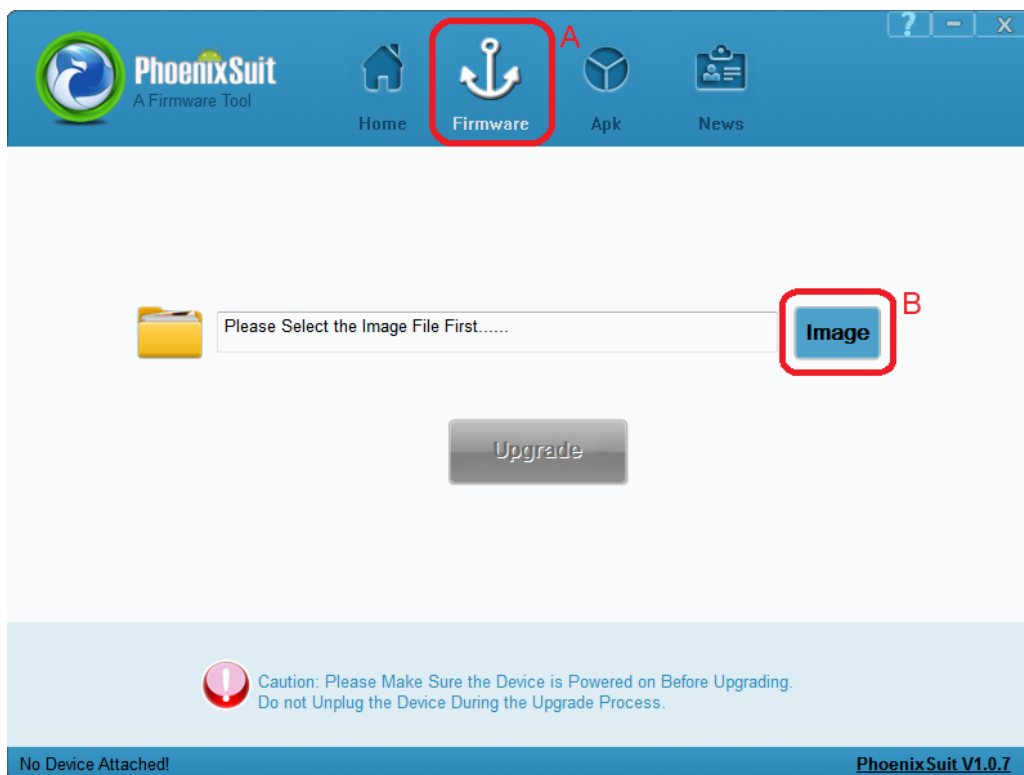 ? - x
PhoenixSuit
A Firmware Tool
Home
Firmware
A
Apk
News
Please Select the Image File First......
Image
B
Upgrade
Caution: Please Make Sure the Device is Powered on Before Upgrading.
Do not Unplug the Device During the Upgrade Process.
No Device Attached!
PhoenixSuit V1.0.7